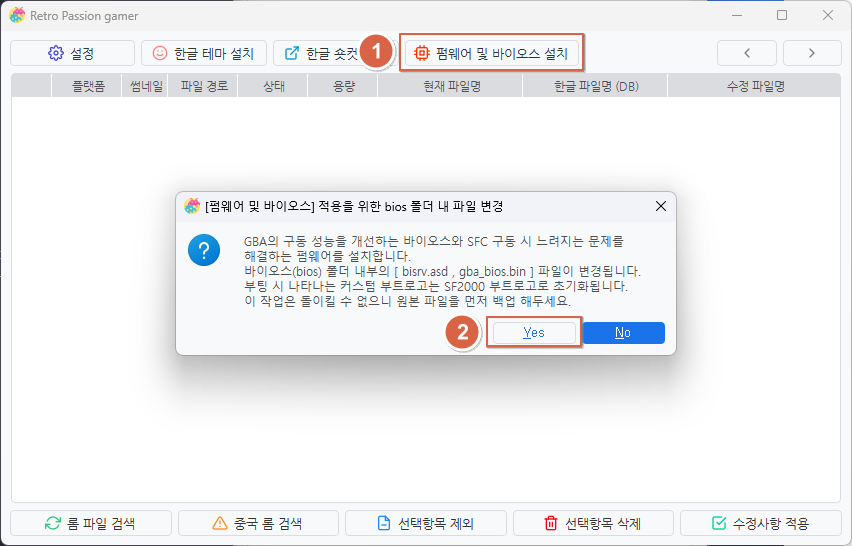 Retro Passion gamer
설정
한글 테마 설치
한글 숏컷
1
펌웨어 및 바이오스 설치
플랫폼 썸네일 파일 경로 상태 용량 현재 파일명 한글 파일명 (DB) 수정 파일명
[펌웨어 및 바이오스] 적용을 위한 bios 폴더 내 파일 변경
GBA의 구동 성능을 개선하는 바이오스와 SFC 구동 시 느려지는 문제를
해결하는 펌웨어를 설치합니다.
바이오스(bios) 폴더 내부의 [ bisrv.asd , gba_bios.bin ] 파일이 변경됩니다.
부팅 시 나타나는 커스텀 부트로고는 SF2000 부트로고로 초기화됩니다.
이 작업은 돌이킬 수 없으니 원본 파일을 먼저 백업 해두세요.
2
Yes
No
롬 파일 검색
중국 롬 검색
선택항목 제외
선택항목 삭제
수정사항 적용